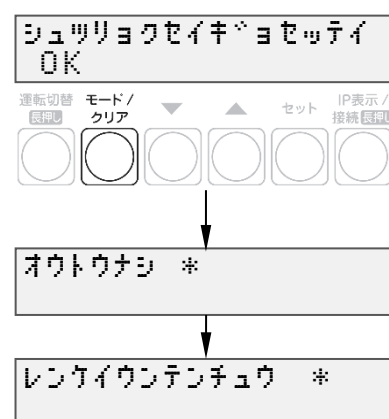 シュツリョクセイギョセッテイ
OK
運転切替 モード/ ▼ ▲ セット IP表示/
長押し クリア 接続 長押し
オウトウナシ *
レンケイウンテンチュウ *